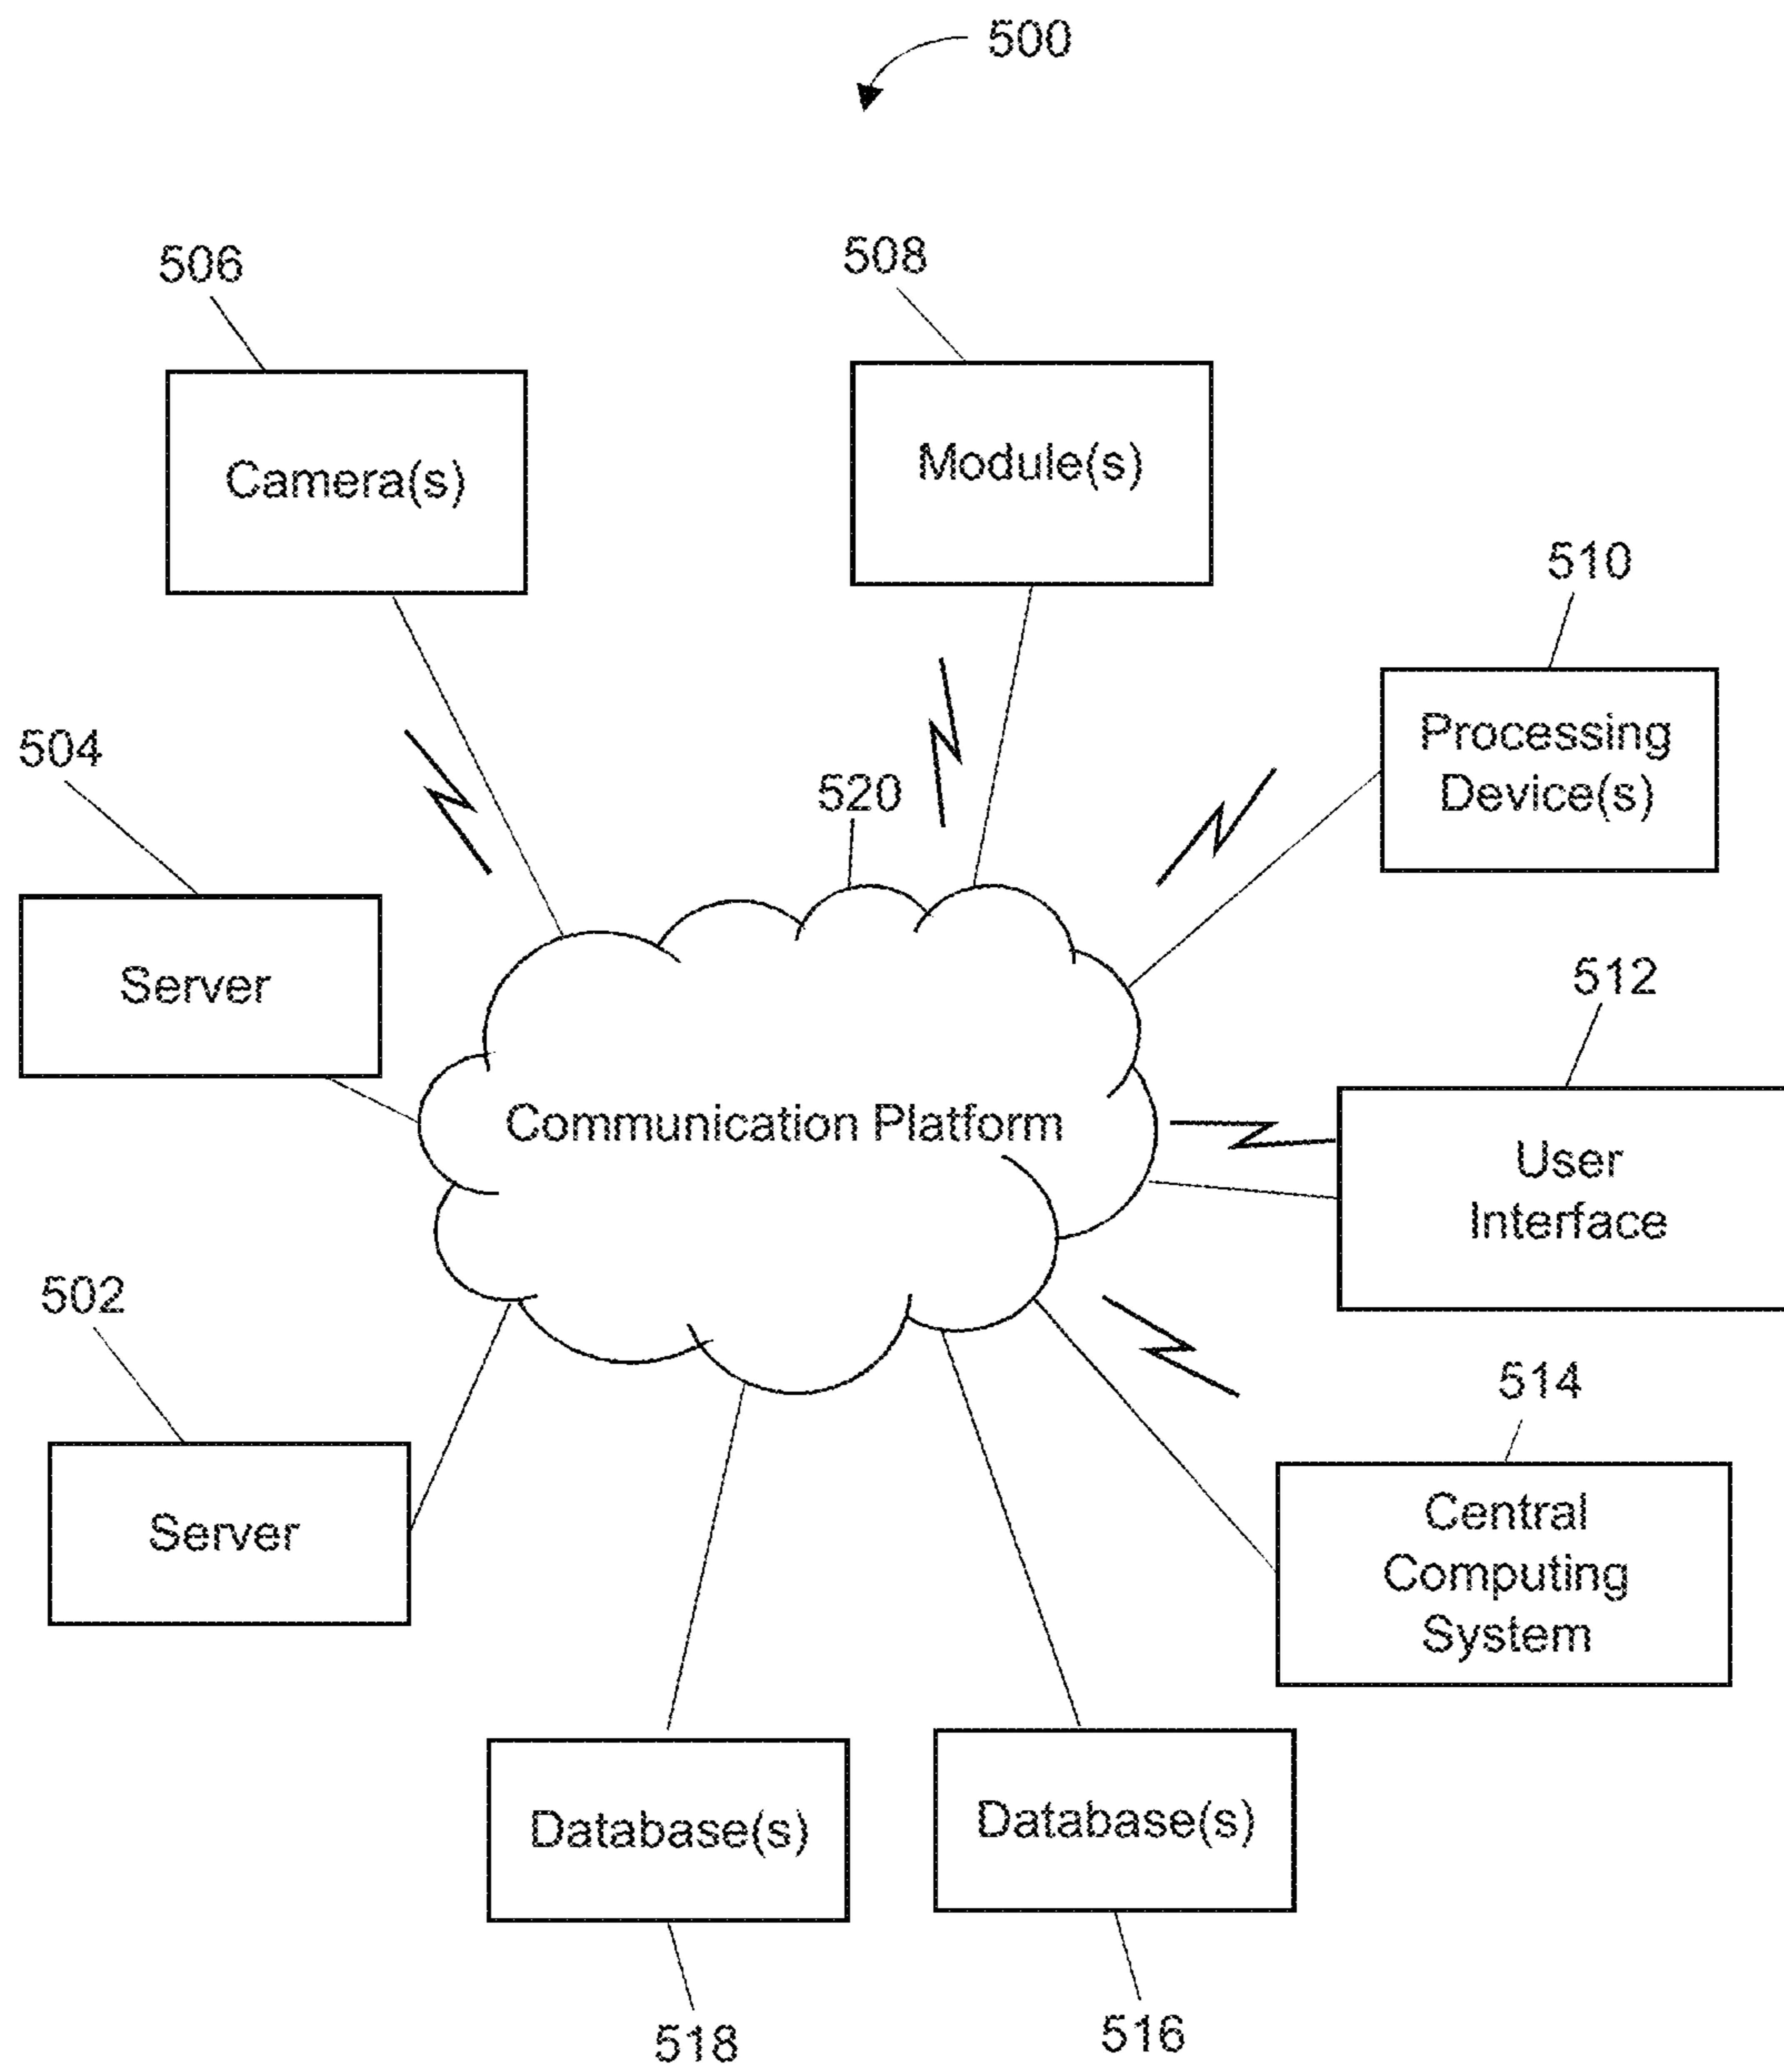 500
506
508
Camera(s)
Module(s)
510
Processing
Device(s)
504
520
Server
512
Communication Platform
User
Interface
502
514
Server
Central
Computing
System
Database(s)
Database(s)
518
516